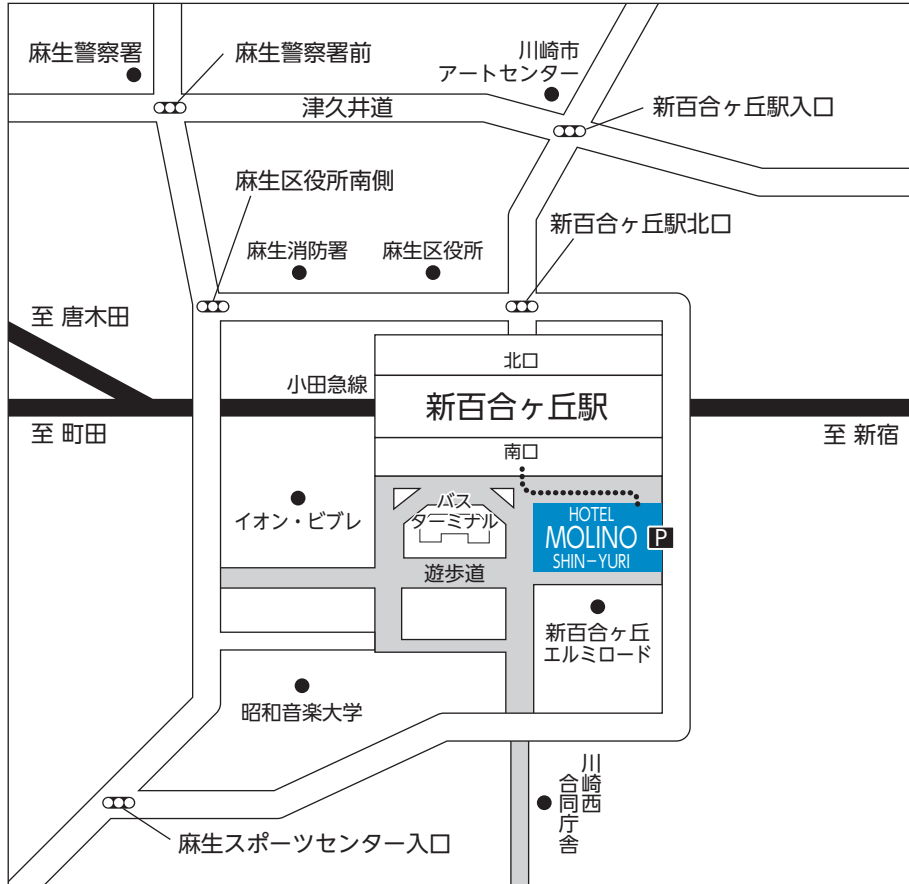 麻生警察署
麻生警察署前
川崎市
アートセンター
津久井道
新百合ヶ丘駅入口
麻生区役所南側
新百合ヶ丘駅北口
麻生消防署
麻生区役所
至 唐木田
北口
小田急線
新百合ヶ丘駅
至 町田
至 新宿
南口
イオン・ビブレ
バス
ターミナル
HOTEL
MOLINO
SHIN-YURI
P
遊歩道
新百合ヶ丘
エルミロード
昭和音楽大学
川崎西
合同庁舎
麻生スポーツセンター入口